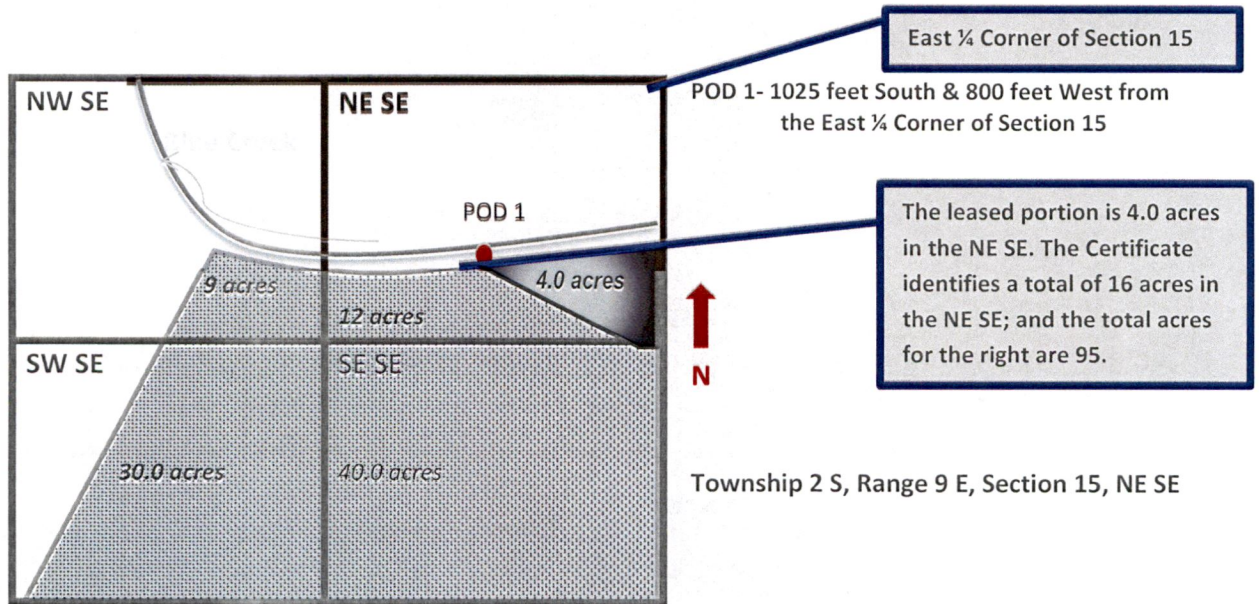 East ¼ Corner of Section 15
NW SE
NE SE
POD 1- 1025 feet South & 800 feet West from
the East ¼ Corner of Section 15
POD 1
The leased portion is 4.0 acres
in the NE SE. The Certificate
identifies a total of 16 acres in
the NE SE; and the total acres
for the right are 95.
9 acres
4.0 acres
12 acres
SW SE
SE SE
N
30.0 acres
40.0 acres
Township 2 S, Range 9 E, Section 15, NE SE